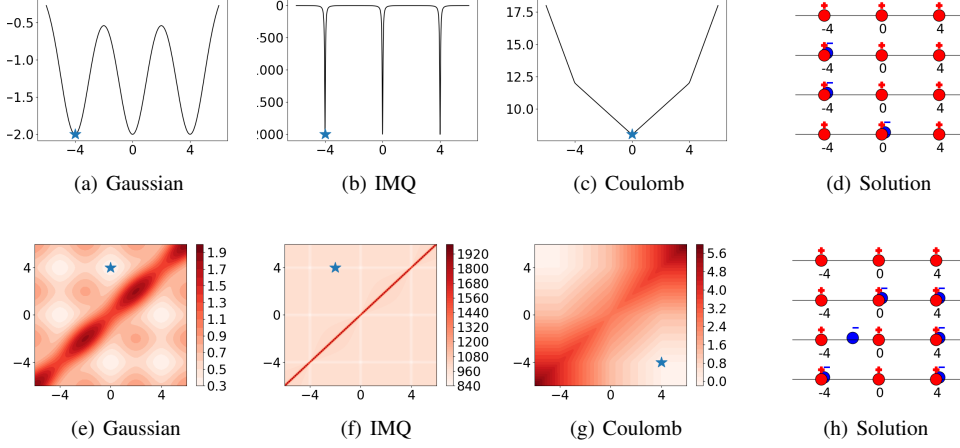 -0.5
-1.0
-1.5
-2.0
-4 0 4
0
500
000
500
2000
-4 0 4
17.5
15.0
12.5
10.0
-4 0 4
+ + +
-4 0 4
+ − + +
-4 0 4
+ − + +
-4 0 4
+ + − +
-4 0 4
(a) Gaussian (b) IMQ (c) Coulomb (d) Solution
4
0
−4
−4 0 4
1.9
1.7
1.5
1.3
1.1
0.9
0.7
0.5
0.3
4
0
−4
−4 0 4
1920
1800
1680
1560
1440
1320
1200
1080
960
840
4
0
−4
−4 0 4
5.6
4.8
4.0
3.2
2.4
1.6
0.8
0.0
+ + +
-4 0 4
+ + − + −
-4 0 4
+ − + + −
-4 0 4
+ − + + −
-4 0 4
(e) Gaussian (f) IMQ (g) Coulomb (h) Solution